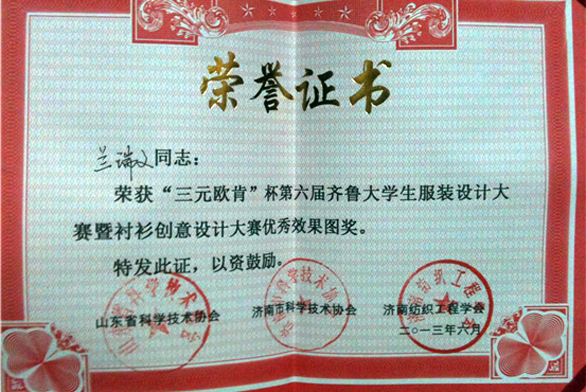 荣誉证书
兰瑞文同志：
荣获“三元欧肯”杯第六届齐鲁大学生服装设计大
赛暨衬衫创意设计大赛优秀效果图奖。
特发此证，以资鼓励。
山东省科学技术协会 济南市科学技术协会 济南纺织工程学会
二〇一三年六月